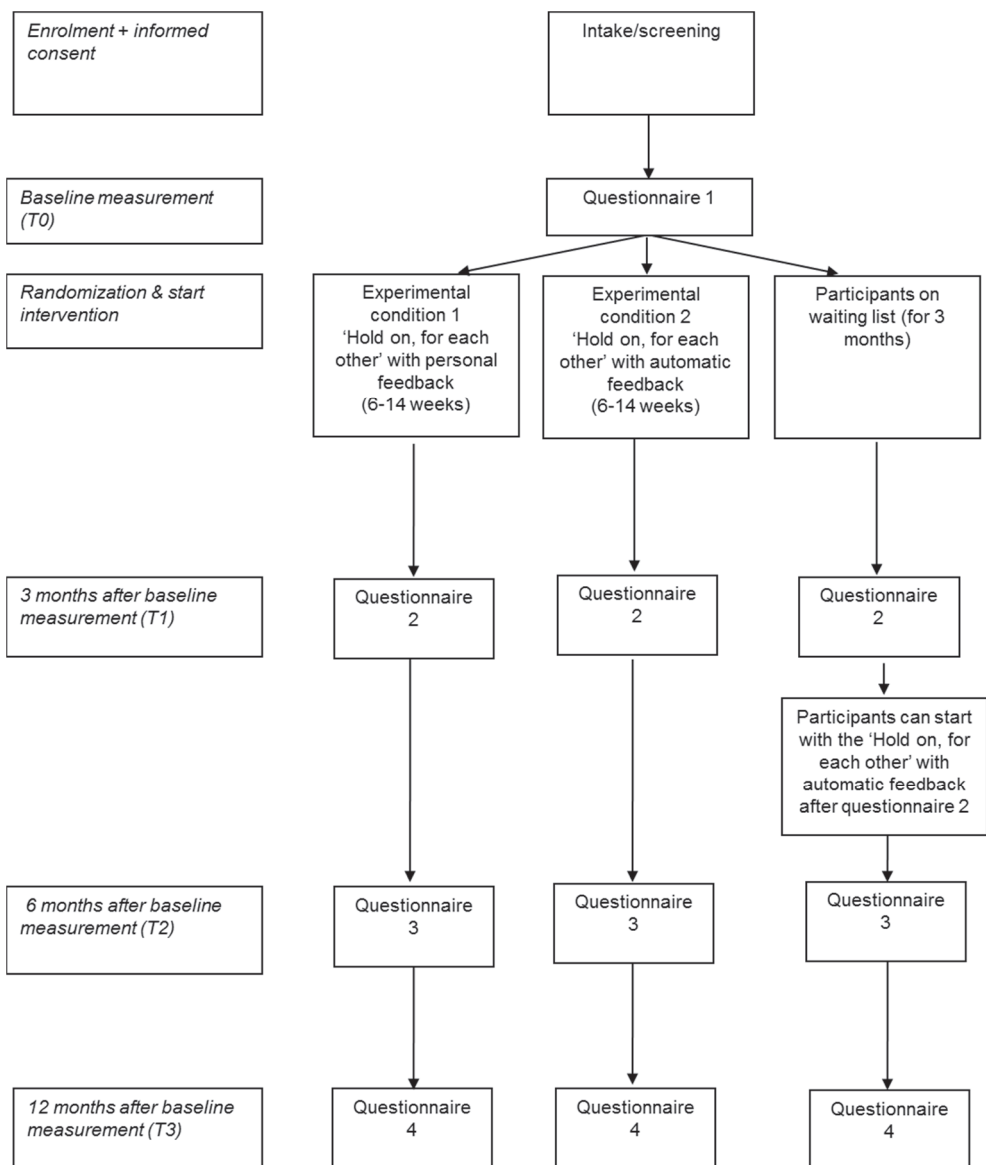 Enrolment + informed
consent
Intake/screening
Baseline measurement
(T0)
Questionnaire 1
Randomization & start
intervention
Experimental
condition 1
‘Hold on, for each
other’ with personal
feedback
(6-14 weeks)
Experimental
condition 2
‘Hold on, for each
other’ with automatic
feedback
(6-14 weeks)
Participants on
waiting list (for 3
months)
3 months after baseline
measurement (T1)
Questionnaire
2
Questionnaire
2
Questionnaire
2
Participants can start
with the ‘Hold on, for
each other’ with
automatic feedback
after questionnaire 2
6 months after baseline
measurement (T2)
Questionnaire
3
Questionnaire
3
Questionnaire
3
12 months after baseline
measurement (T3)
Questionnaire
4
Questionnaire
4
Questionnaire
4